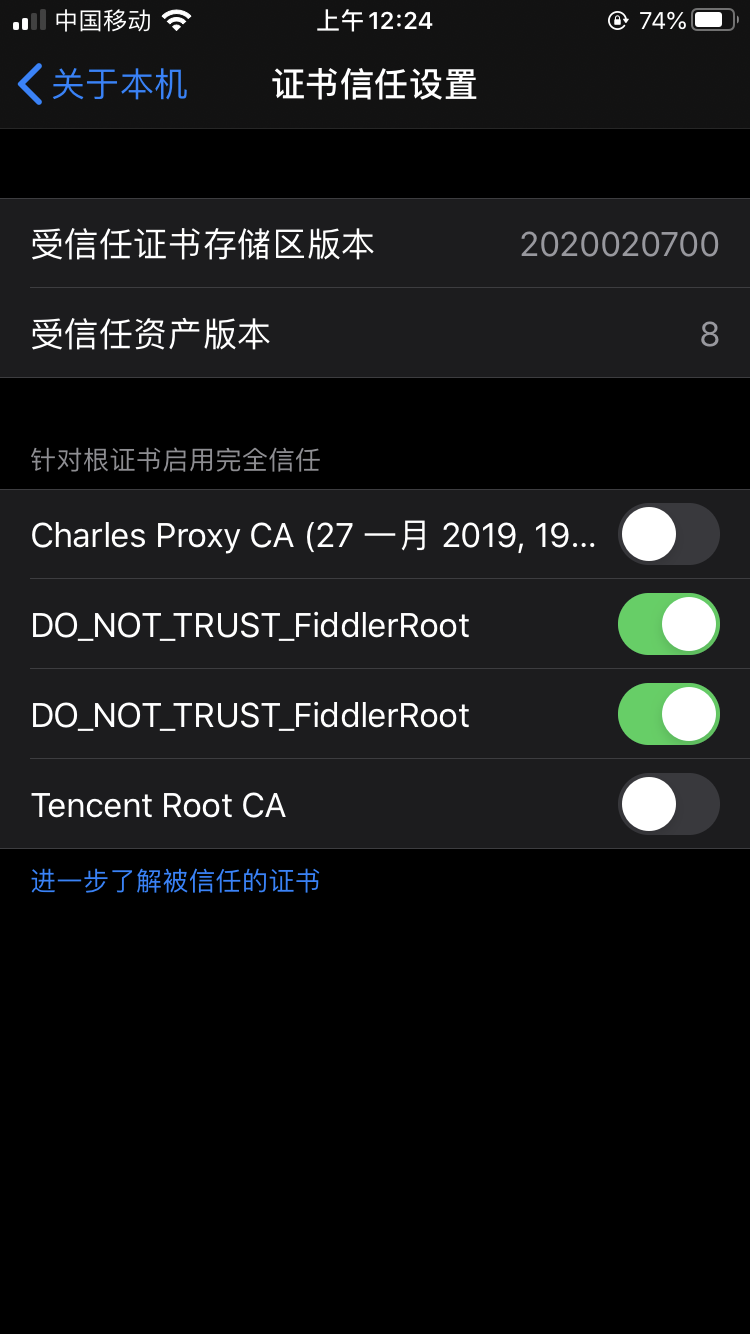 中国移动 上午12:24 74%
关于本机 证书信任设置
受信任证书存储区版本 2020020700
受信任资产版本 8
针对根证书启用完全信任
Charles Proxy CA (27 一月 2019, 19...
DO_NOT_TRUST_FiddlerRoot
DO_NOT_TRUST_FiddlerRoot
Tencent Root CA
进一步了解被信任的证书